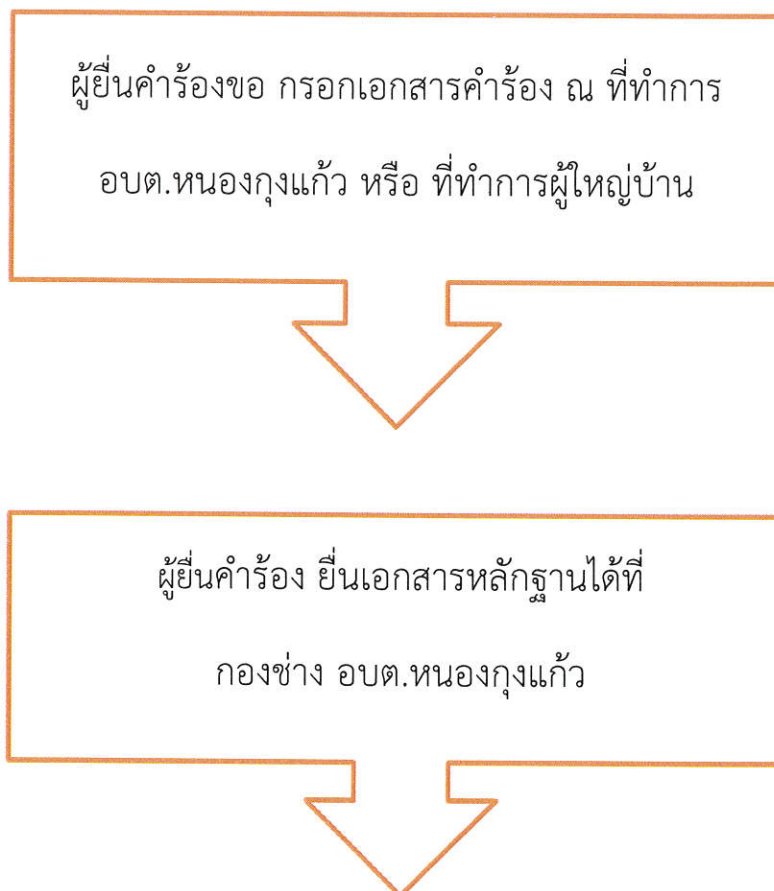 ผู้ยื่นคำร้องขอ กรอกเอกสารคำร้อง ณ ที่ทำการ
อบต.หนองกุงแก้ว หรือ ที่ทำการผู้ใหญ่บ้าน
ผู้ยื่นคำร้อง ยื่นเอกสารหลักฐานได้ที่
กองช่าง อบต.หนองกุงแก้ว